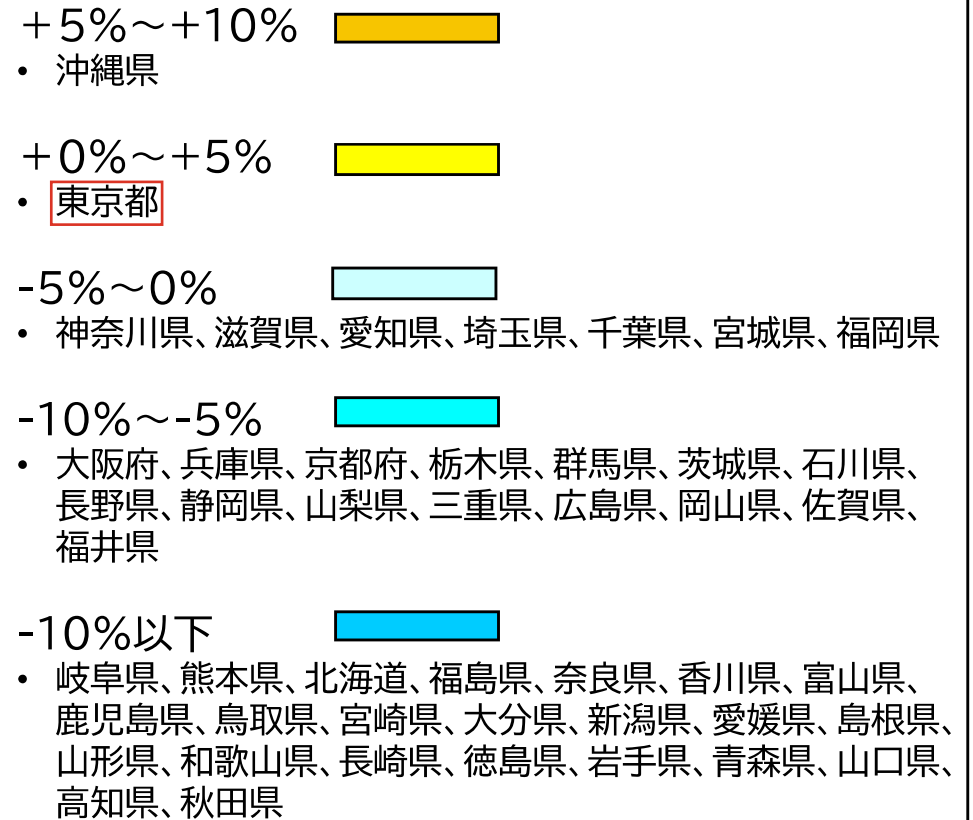 +5%～+10%
• 沖縄県
+0%～+5%
• 東京都
-5%～0%
• 神奈川県、滋賀県、愛知県、埼玉県、千葉県、宮城県、福岡県
-10%～-5%
• 大阪府、兵庫県、京都府、栃木県、群馬県、茨城県、石川県、
長野県、静岡県、山梨県、三重県、広島県、岡山県、佐賀県、
福井県
-10%以下
• 岐阜県、熊本県、北海道、福島県、奈良県、香川県、富山県、
鹿児島県、鳥取県、宮崎県、大分県、新潟県、愛媛県、島根県、
山形県、和歌山県、長崎県、徳島県、岩手県、青森県、山口県、
高知県、秋田県